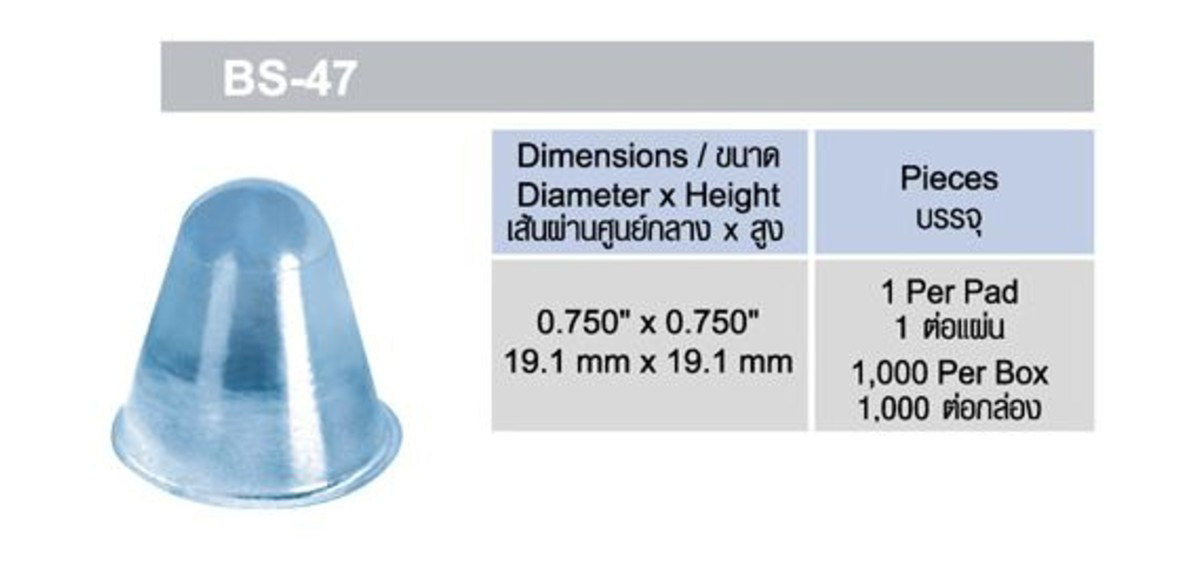 BS-47
Dimensions / ขนาด
Diameter x Height
เส้นผ่านศูนย์กลาง x สูง
Pieces
บรรจุ
0.750" x 0.750"
19.1 mm x 19.1 mm
1 Per Pad
1 ต่อแผ่น
1,000 Per Box
1,000 ต่อกล่อง